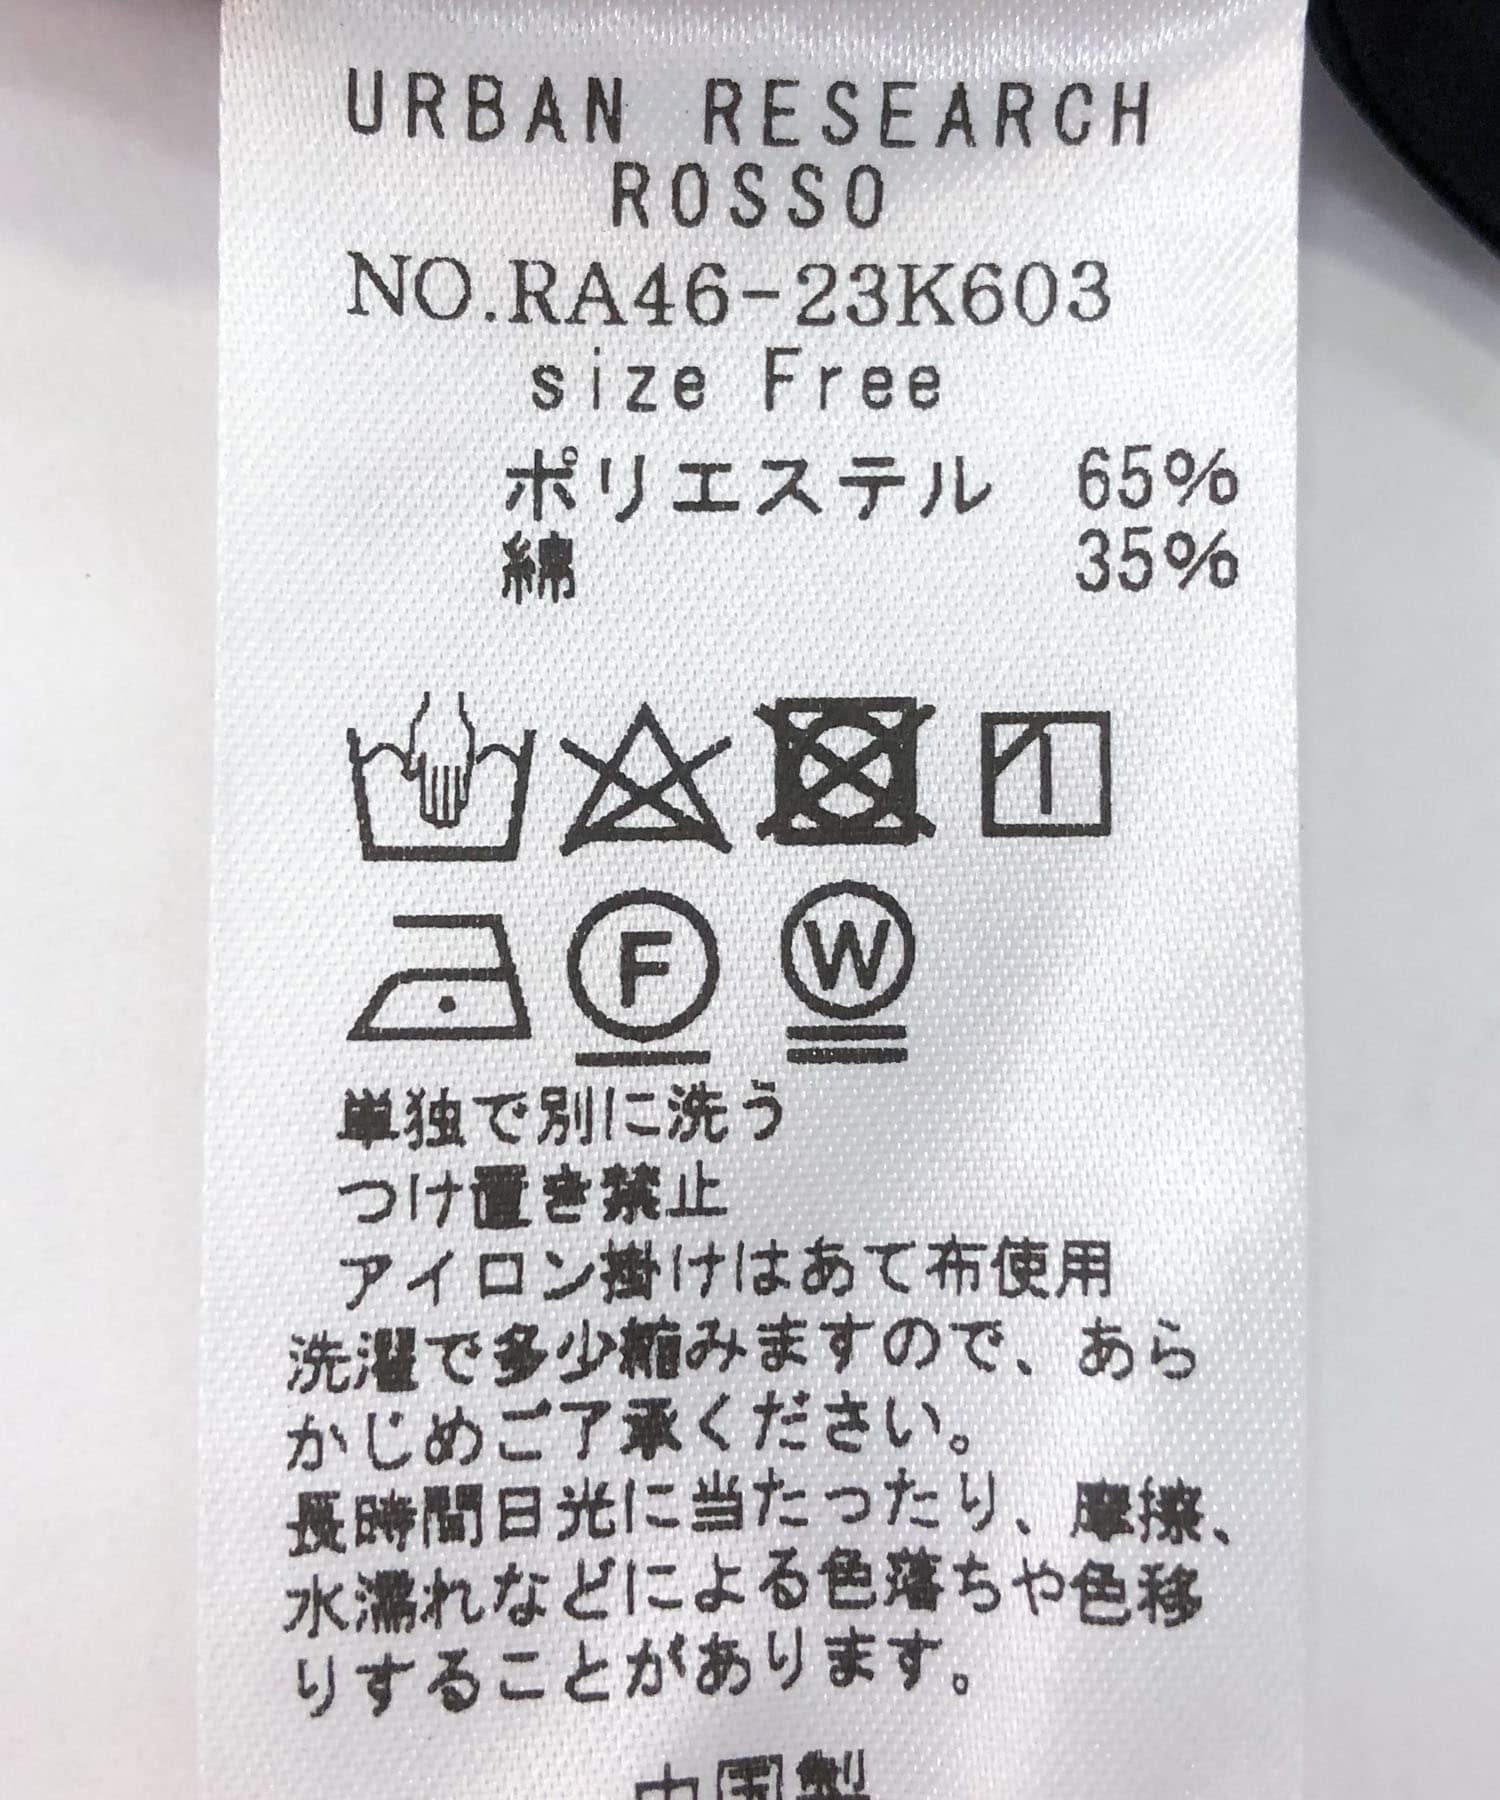 URBAN RESEARCH
ROSSO
NO.RA46-23K603
size Free
ポリエステル 65%
綿 35%
F W
単独で別に洗う
つけ置き禁止
アイロン掛けはあて布使用
洗濯で多少縮みますので、あら
かじめご了承ください。
長時間日光に当たったり、摩擦、
水濡れなどによる色落ちや色移
りすることがあります。
中国製